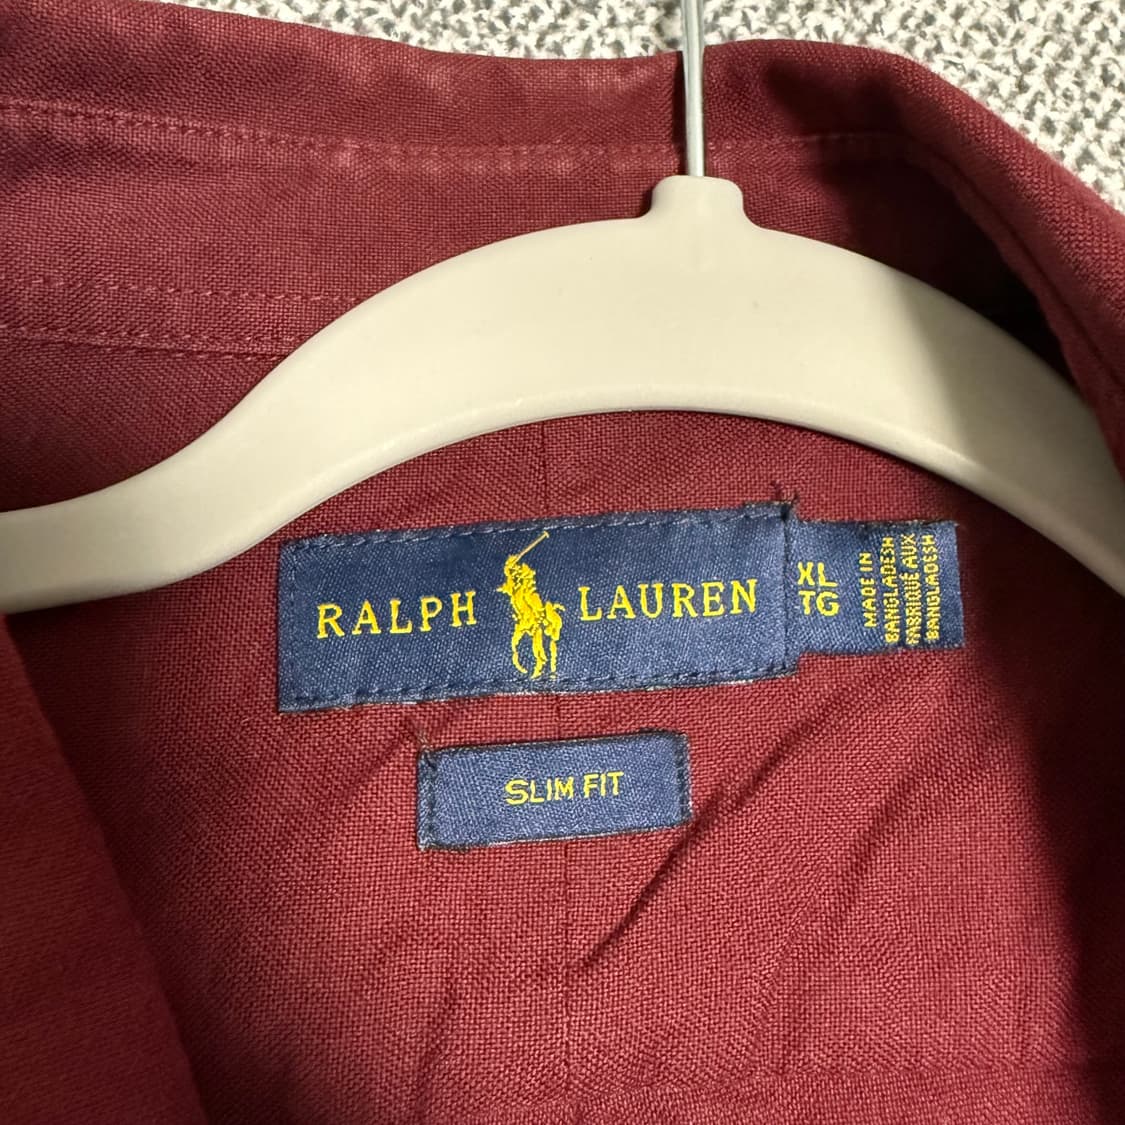 RALPH LAUREN
XL
TG
MADE IN
BANGLADESH
FABRIQUÉ AUX
BANGLADESH
SLIM FIT